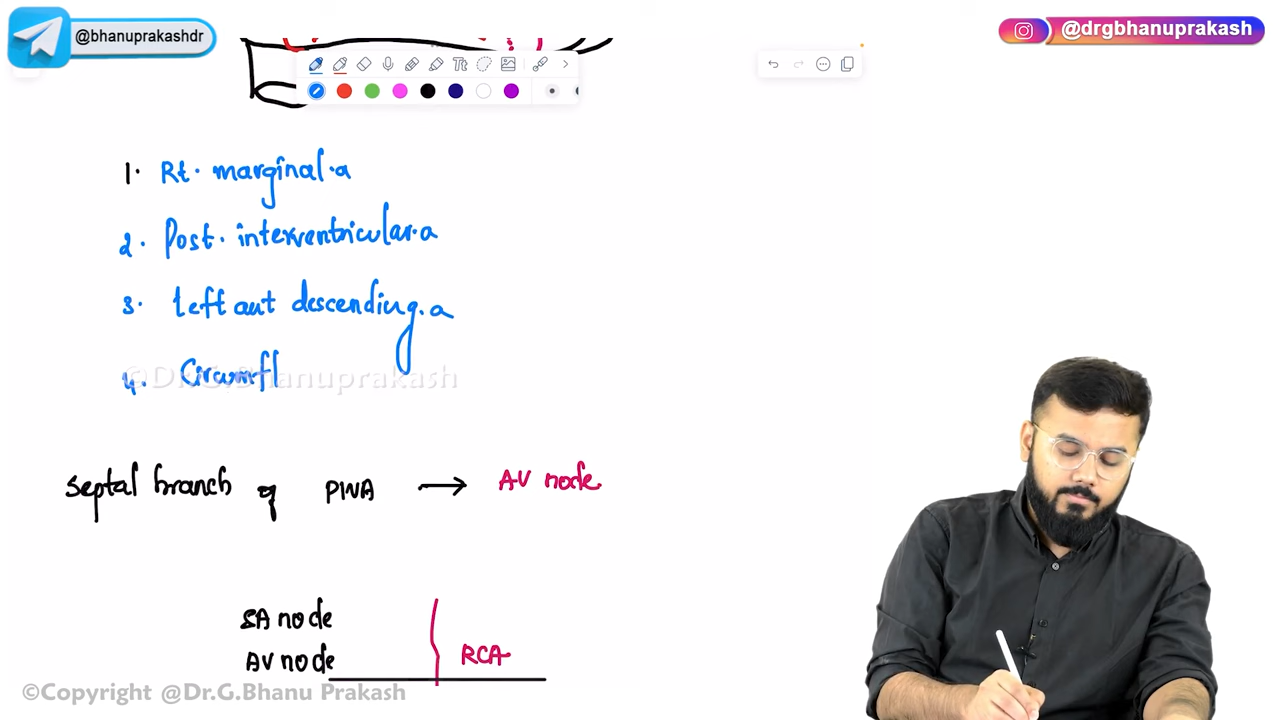 @bhanuprakashdr
@drgbhanuprakash
Tt
1. Rt. marginal.a
2. Post. interventricular.a
3. Left ant descending.a
4. Circumfl
©Dr.G.Bhanuprakash
Septal branch of PIVA → AV node
SA node
AV node
RCA
©Copyright @Dr.G.Bhanu Prakash